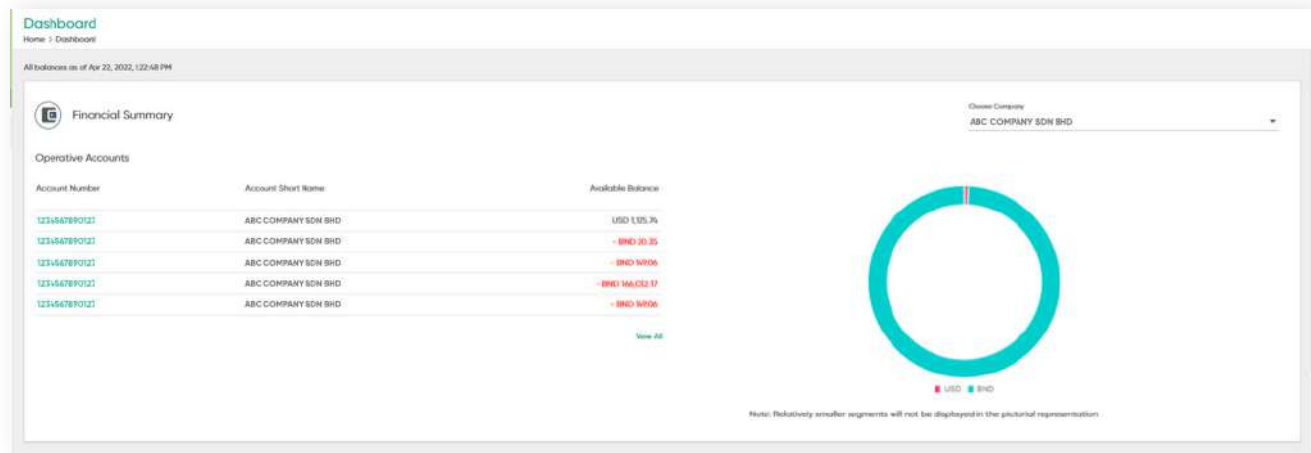 Dashboard
Home > Dashboard
All balances as of Apr 22, 2022, 1:22:48 PM
Financial Summary
Choose Company
ABC COMPANY SDN BHD
Operative Accounts
Account Number Account Short Name Available Balance
1234567890123 ABC COMPANY SDN BHD USD 1,125.74
1234567890123 ABC COMPANY SDN BHD - BND 20.35
1234567890123 ABC COMPANY SDN BHD - BND
1234567890123 ABC COMPANY SDN BHD - BND 166,012.17
1234567890123 ABC COMPANY SDN BHD - BND
View All
USD BND
Note: Relatively smaller segments will not be displayed in the pictorial representation